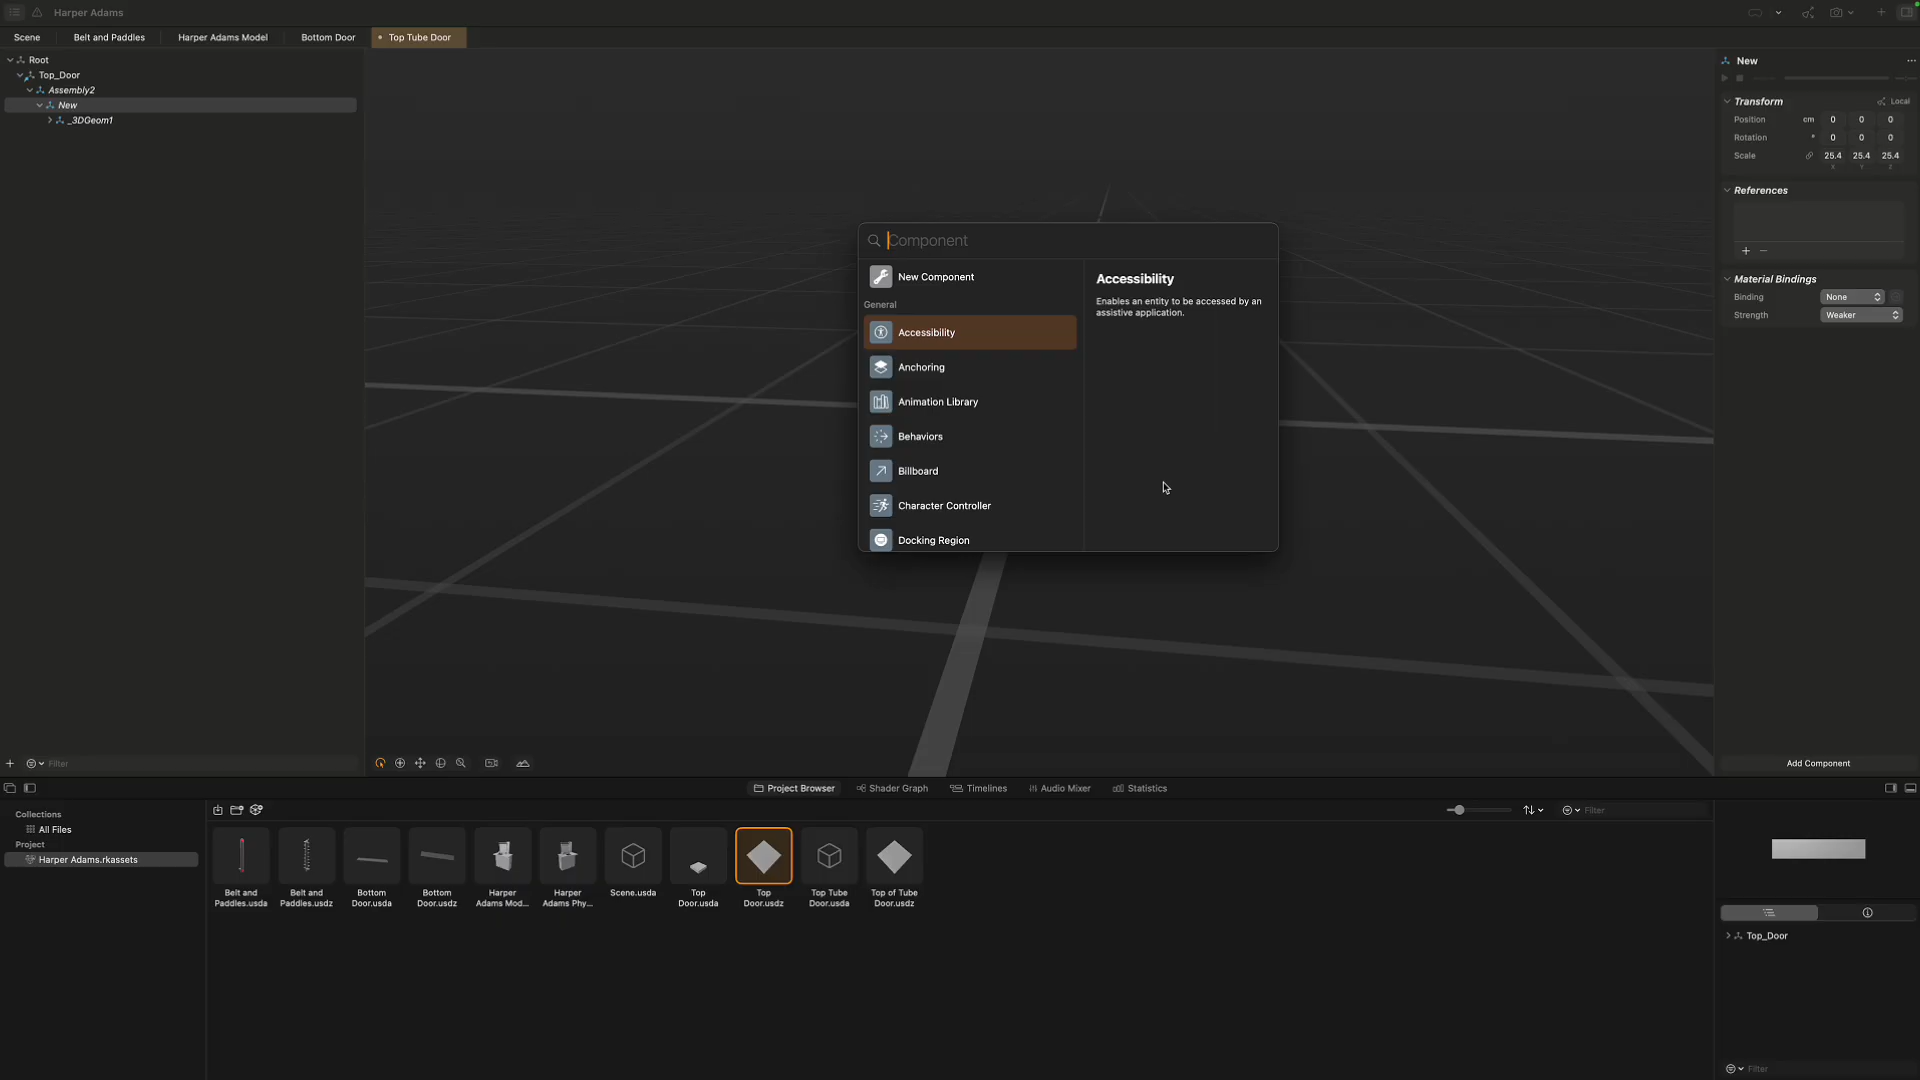 Harper Adams
Scene
Belt and Paddles
Harper Adams Model
Bottom Door
Top Tube Door
Root
Top_Door
Assembly2
New
_3DGeom1
Filter
Component
New Component
General
Accessibility
Anchoring
Animation Library
Behaviors
Billboard
Character Controller
Docking Region
Accessibility
Enables an entity to be accessed by an
assistive application.
New
Transform
Local
Position cm 0 0 0
Rotation ° 0 0 0
Scale 25.4 25.4 25.4
X Y Z
References
Material Bindings
Binding None
Strength Weaker
Add Component
Project Browser
Shader Graph
Timelines
Audio Mixer
Statistics
Collections
All Files
Project
Harper Adams.rkassets
Filter
Belt and
Paddles.usda
Belt and
Paddles.usdz
Bottom
Door.usda
Bottom
Door.usdz
Harper
Adams Mod...
Harper
Adams Phy...
Scene.usda
Top
Door.usda
Top
Door.usdz
Top Tube
Door.usda
Top of Tube
Door.usdz
Top_Door
Filter